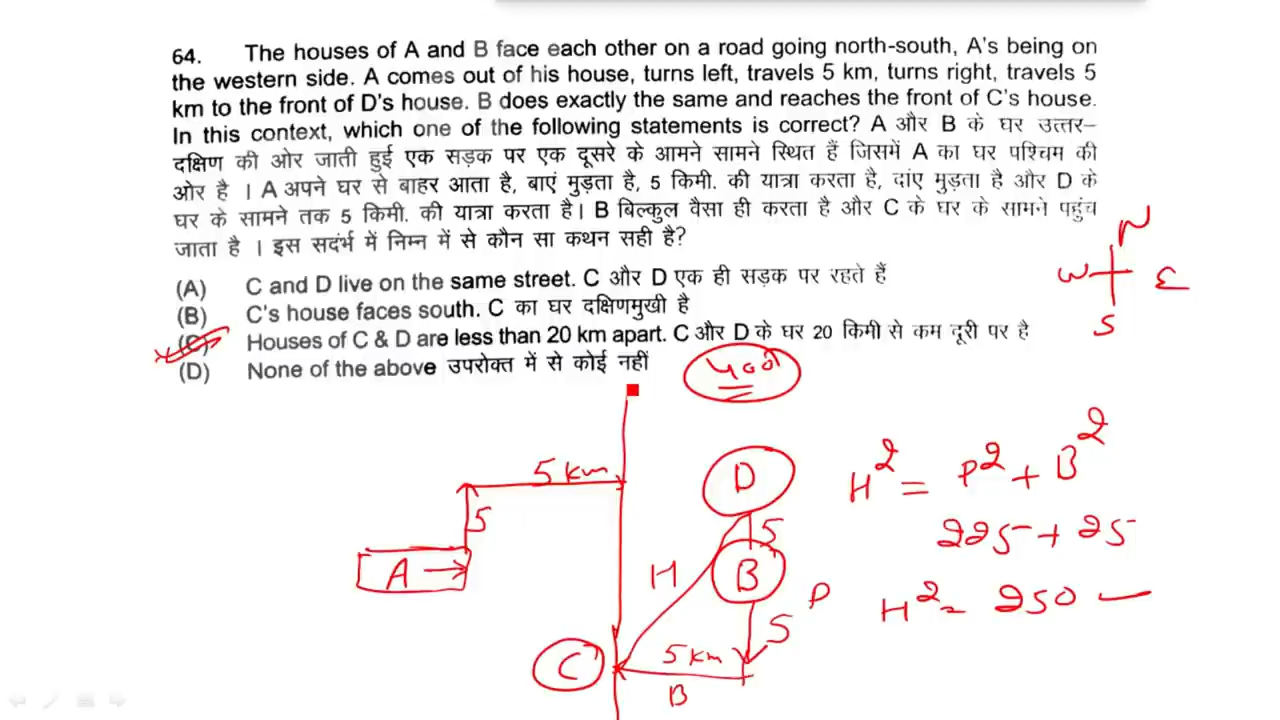 64. The houses of A and B face each other on a road going north-south, A's being on
the western side. A comes out of his house, turns left, travels 5 km, turns right, travels 5
km to the front of D's house. B does exactly the same and reaches the front of C's house.
In this context, which one of the following statements is correct? A और B के घर उत्तर–
दक्षिण की ओर जाती हुई एक सड़क पर एक दूसरे के आमने सामने स्थित हैं जिसमें A का घर पश्चिम की
ओर है । A अपने घर से बाहर आता है, बाएं मुड़ता है, 5 किमी. की यात्रा करता है, दांए मुड़ता है और D के
घर के सामने तक 5 किमी. की यात्रा करता है। B बिल्कुल वैसा ही करता है और C के घर के सामने पहुंच
जाता है । इस सदंर्भ में निम्न में से कौन सा कथन सही है?
(A) C and D live on the same street. C और D एक ही सड़क पर रहते हैं
(B) C's house faces south. C का घर दक्षिणमुखी है
(C) Houses of C & D are less than 20 km apart. C और D के घर 20 किमी से कम दूरी पर है
(D) None of the above उपरोक्त में से कोई नहीं
N
W E
S
5 km
5
A
D
5
B
H
P
5
C
5 km
B
H2 = P2 + B2
225 + 25
H2 = 250